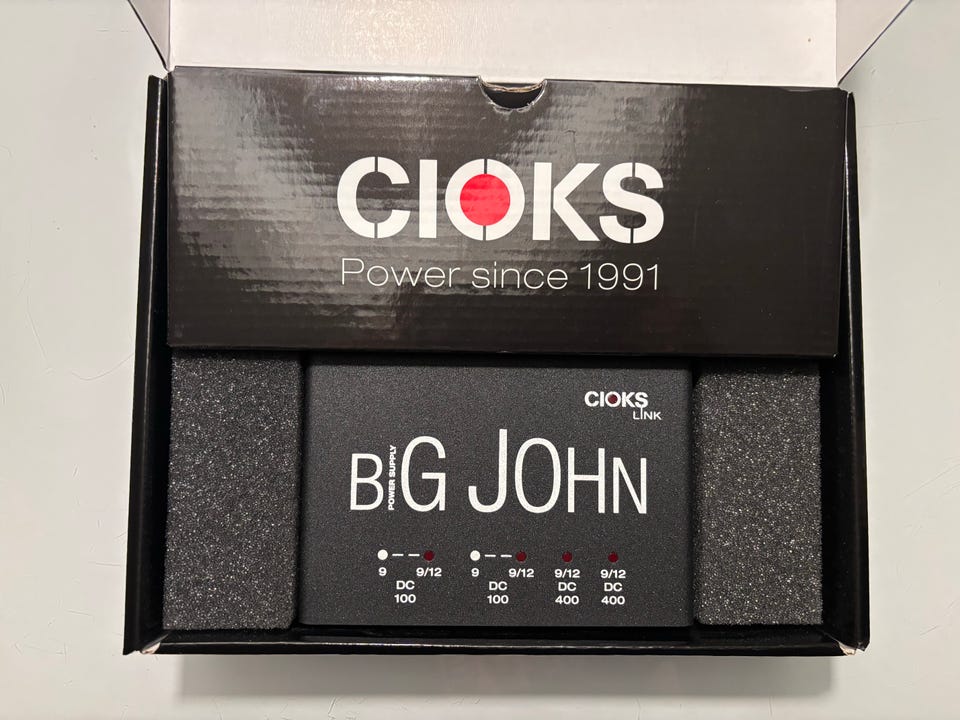 CIOKS
Power since 1991
CIOKS
LINK
BIG JOHN
POWER SUPPLY
9 9/12 9 9/12 9/12 9/12
DC DC DC DC
100 100 400 400